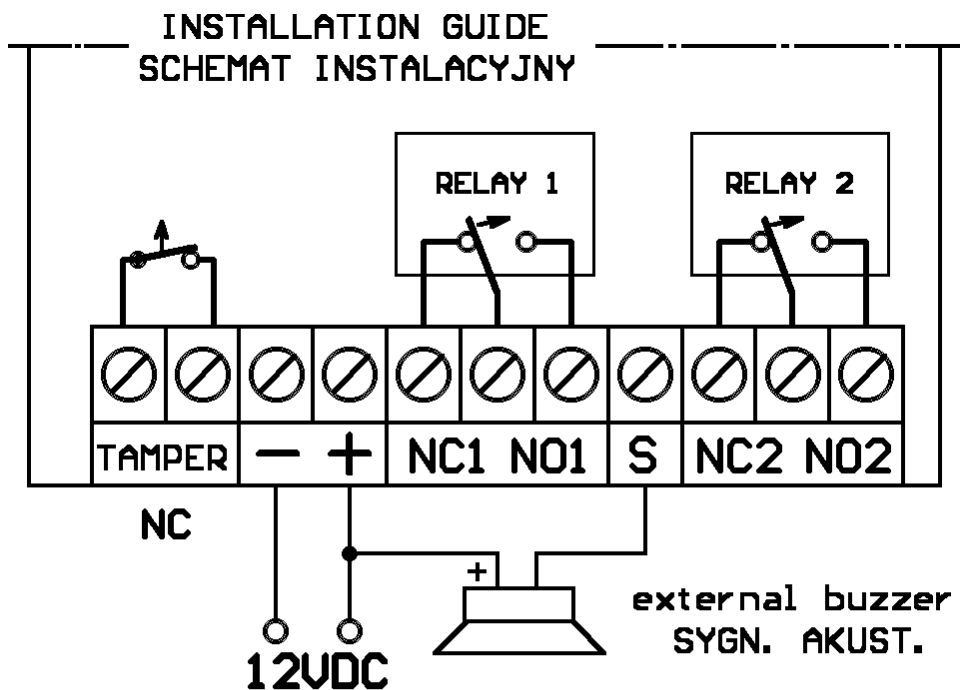 INSTALLATION GUIDE
SCHEMAT INSTALACYJNY
RELAY 1
RELAY 2
TAMPER
− +
NC1 NO1
S
NC2 NO2
NC
+
external buzzer
SYGN. AKUST.
12VDC